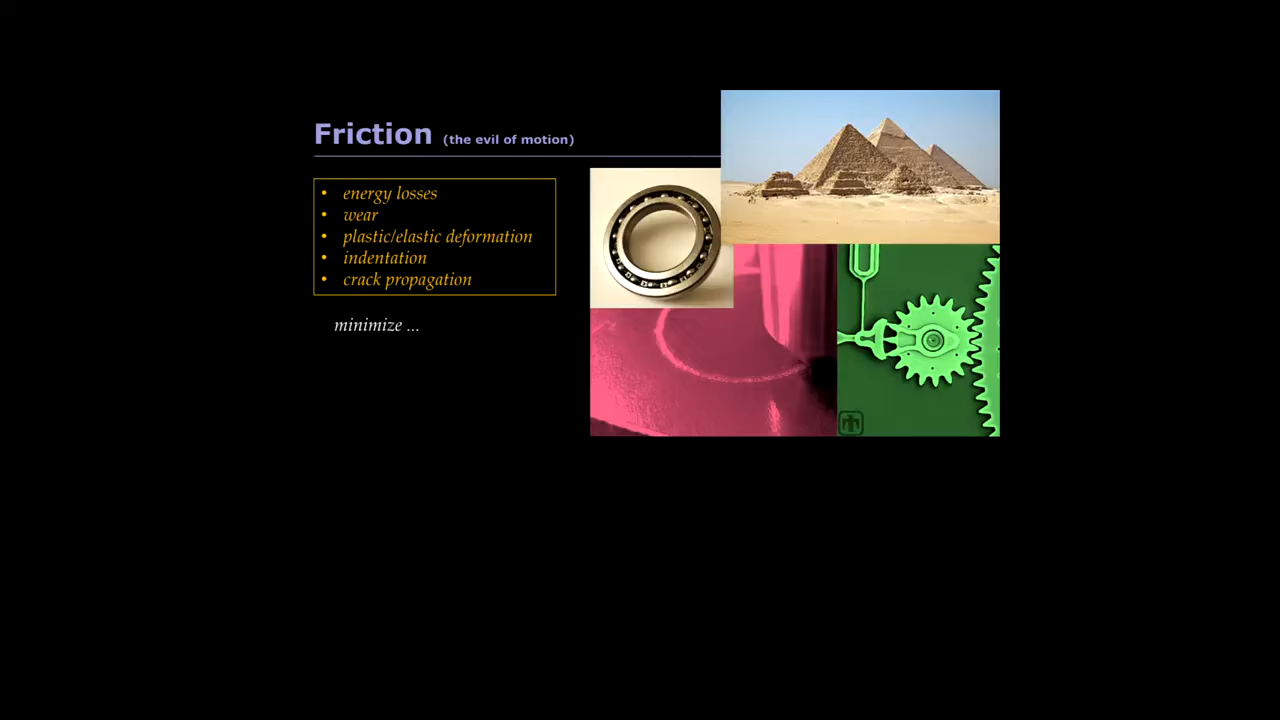 Friction (the evil of motion)
• energy losses
• wear
• plastic/elastic deformation
• indentation
• crack propagation
minimize ...